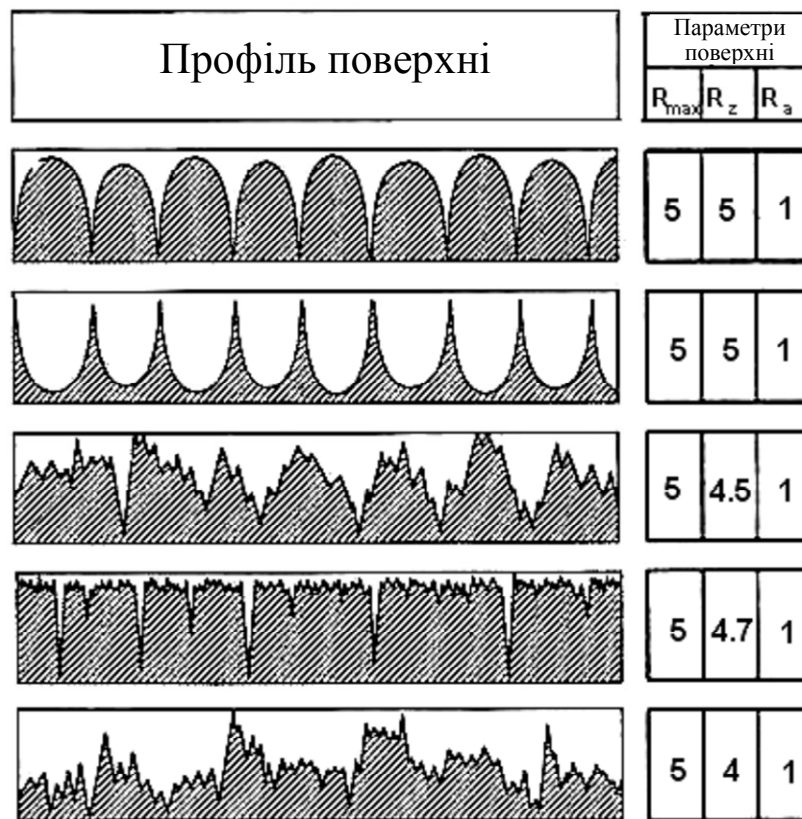 Профіль поверхні
Параметри
поверхні
Rmax Rz Ra
5 5 1
5 5 1
5 4.5 1
5 4.7 1
5 4 1